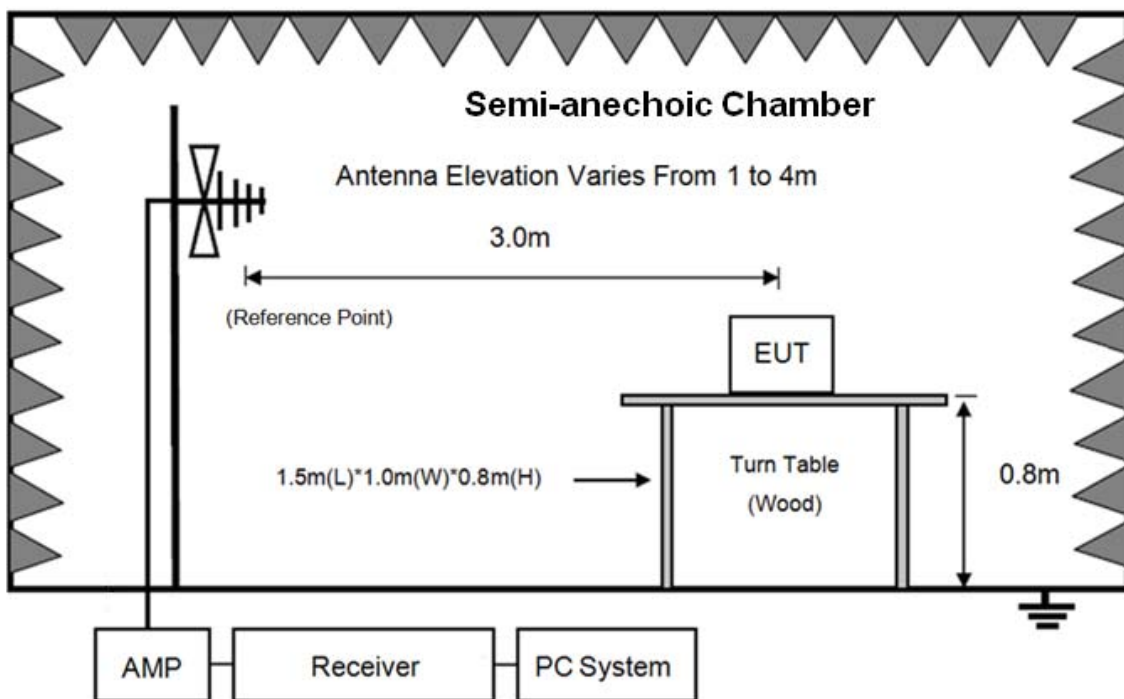 Semi-anechoic Chamber
Antenna Elevation Varies From 1 to 4m
3.0m
(Reference Point)
EUT
1.5m(L)*1.0m(W)*0.8m(H)
Turn Table
(Wood)
0.8m
AMP
Receiver
PC System